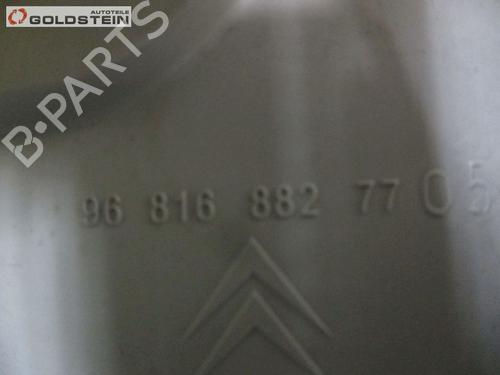 AUTOTEILE
GOLDSTEIN
B-PARTS
96 816 882 77 05